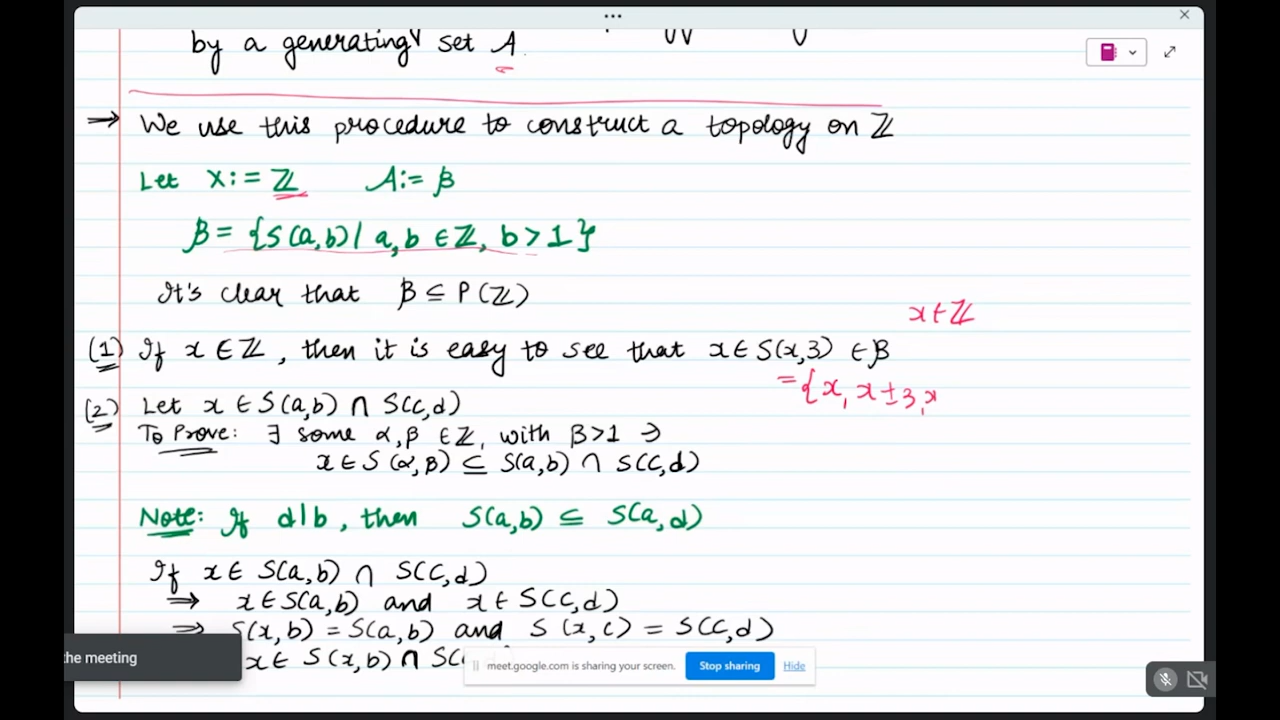 by a generating set A.
⇒ We use this procedure to construct a topology on ℤ
Let X := ℤ    A := β
β = {S(a,b) | a,b ∈ ℤ, b > 1}
It's clear that β ⊆ P(ℤ)
x ∈ ℤ
(1) If x ∈ ℤ, then it is easy to see that x ∈ S(x,3) ∈ β
= {x, x ± 3, x
(2) Let x ∈ S(a,b) ∩ S(c,d)
To Prove: ∃ some α, β ∈ ℤ, with β > 1 ∋
x ∈ S(α, β) ⊆ S(a,b) ∩ S(c,d)
Note: If d | b, then S(a,b) ⊆ S(a,d)
If x ∈ S(a,b) ∩ S(c,d)
⇒ x ∈ S(a,b) and x ∈ S(c,d)
⇒ S(x,b) = S(a,b) and S(x,c) = S(c,d)
the meeting
x ∈ S(x,b) ∩ S(
meet.google.com is sharing your screen.
Stop sharing
Hide